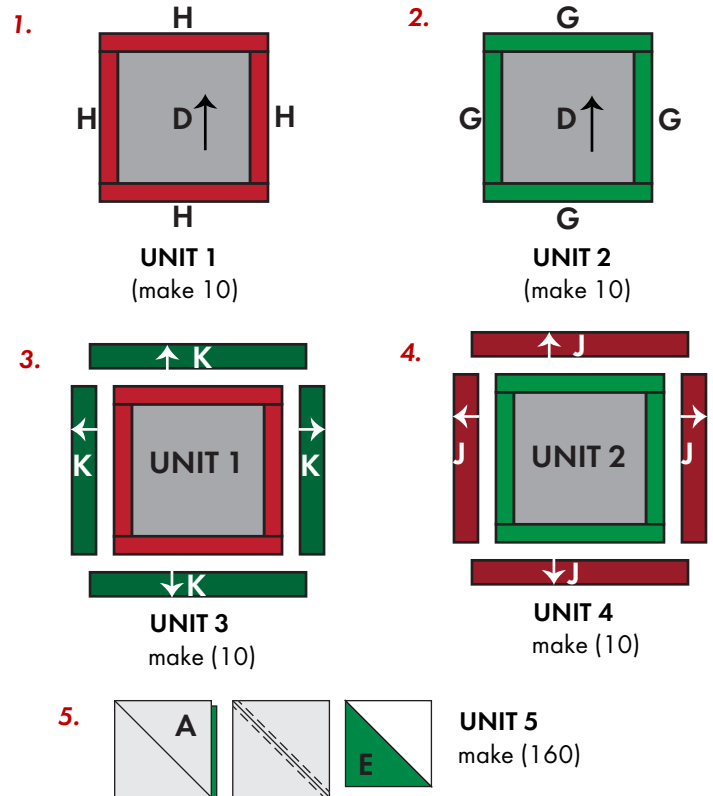 1.
H
H
D
H
H
UNIT 1
(make 10)
2.
G
G
D
G
G
UNIT 2
(make 10)
3.
K
K
UNIT 1
K
K
UNIT 3
make (10)
4.
J
J
UNIT 2
J
J
UNIT 4
make (10)
5.
A
E
UNIT 5
make (160)